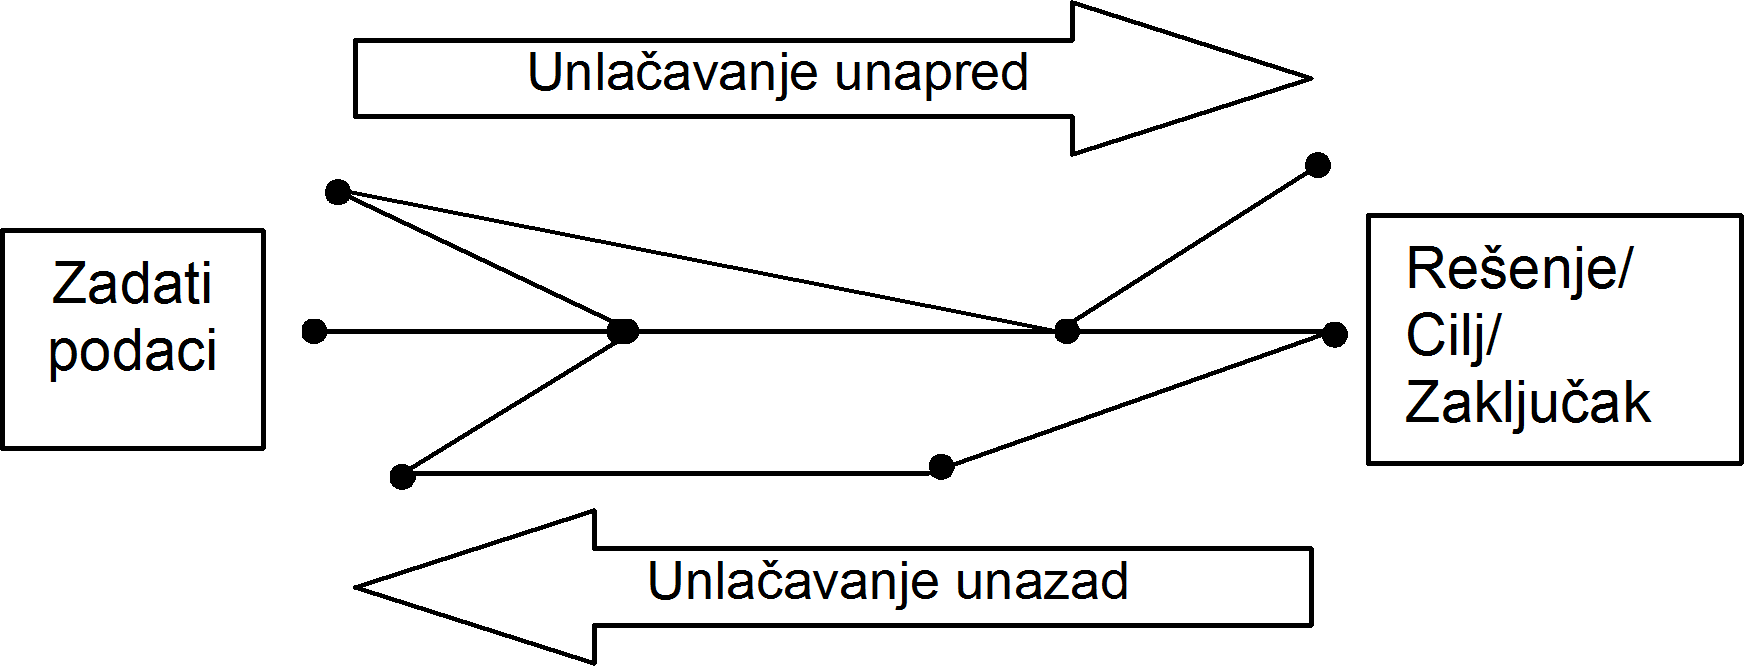 Unlačavanje unapred
Zadati
podaci
Rešenje/
Cilj/
Zaključak
Unlačavanje unazad